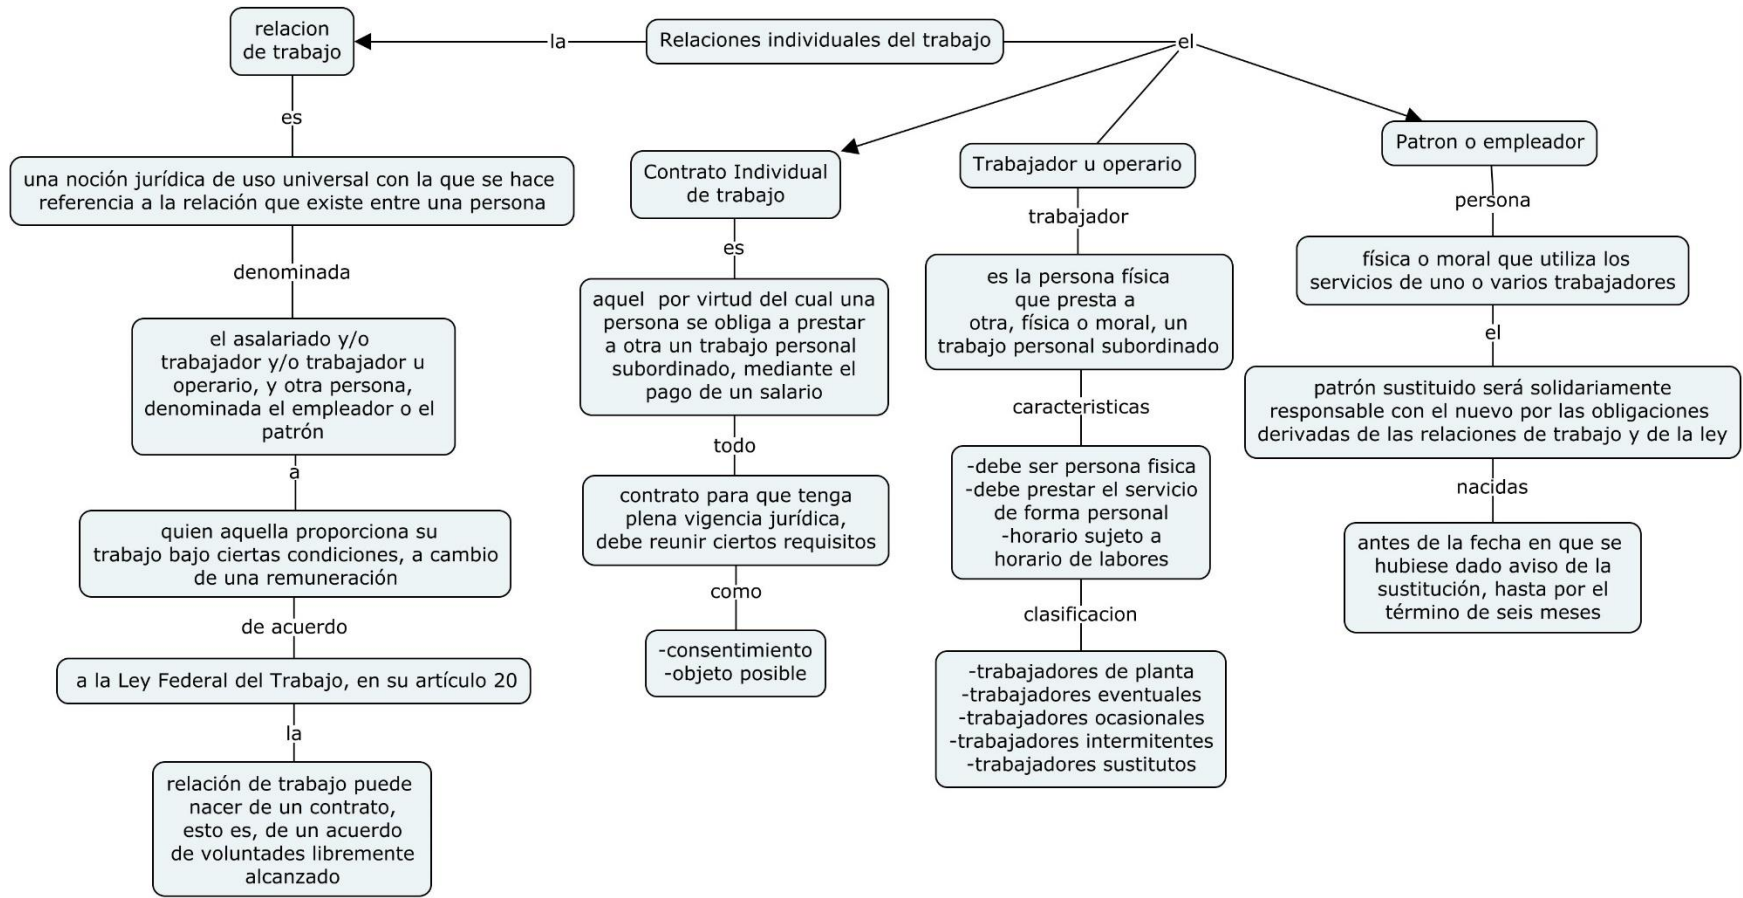 Relaciones individuales del trabajo
la
relacion
de trabajo
es
una noción jurídica de uso universal con la que se hace
referencia a la relación que existe entre una persona
denominada
el asalariado y/o
trabajador y/o trabajador u
operario, y otra persona,
denominada el empleador o el
patrón
a
quien aquella proporciona su
trabajo bajo ciertas condiciones, a cambio
de una remuneración
de acuerdo
a la Ley Federal del Trabajo, en su artículo 20
la
relación de trabajo puede
nacer de un contrato,
esto es, de un acuerdo
de voluntades libremente
alcanzado
el
Contrato Individual
de trabajo
es
aquel por virtud del cual una
persona se obliga a prestar
a otra un trabajo personal
subordinado, mediante el
pago de un salario
todo
contrato para que tenga
plena vigencia jurídica,
debe reunir ciertos requisitos
como
-consentimiento
-objeto posible
Trabajador u operario
trabajador
es la persona física
que presta a
otra, física o moral, un
trabajo personal subordinado
caracteristicas
-debe ser persona fisica
-debe prestar el servicio
de forma personal
-horario sujeto a
horario de labores
clasificacion
-trabajadores de planta
-trabajadores eventuales
-trabajadores ocasionales
-trabajadores intermitentes
-trabajadores sustitutos
Patron o empleador
persona
física o moral que utiliza los
servicios de uno o varios trabajadores
el
patrón sustituido será solidariamente
responsable con el nuevo por las obligaciones
derivadas de las relaciones de trabajo y de la ley
nacidas
antes de la fecha en que se
hubiese dado aviso de la
sustitución, hasta por el
término de seis meses